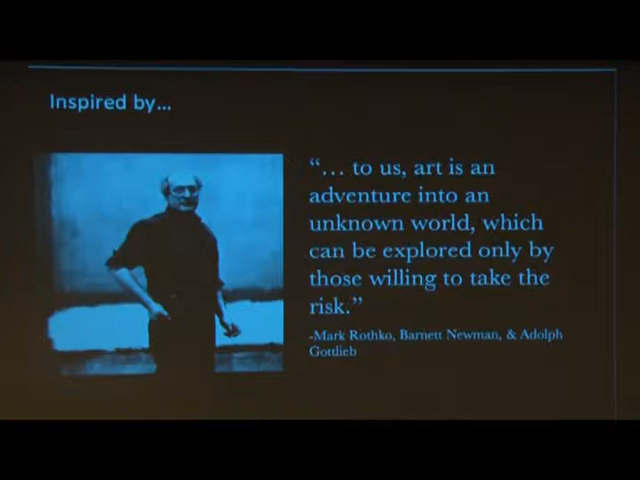 Inspired by...
“... to us, art is an
adventure into an
unknown world, which
can be explored only by
those willing to take the
risk.”
-Mark Rothko, Barnett Newman, & Adolph
Gottlieb